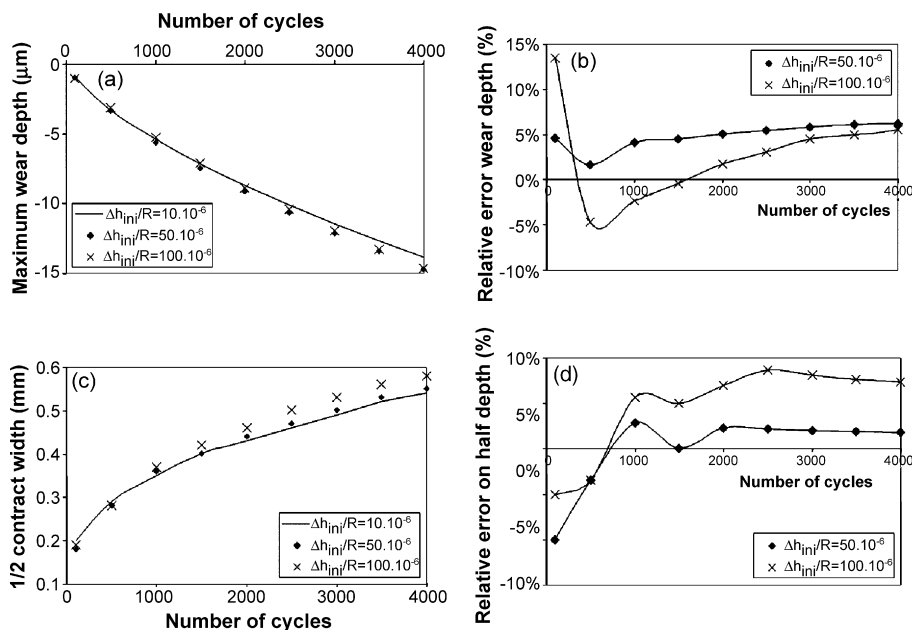 Number of cycles
0 1000 2000 3000 4000
0
-5
-10
-15
Maximum wear depth (µm)
(a)
Δh_ini/R=10.10⁻⁶
Δh_ini/R=50.10⁻⁶
Δh_ini/R=100.10⁻⁶
15%
10%
5%
0%
-5%
-10%
Relative error wear depth (%)
(b)
Δh_ini/R=50.10⁻⁶
Δh_ini/R=100.10⁻⁶
0 1000 2000 3000 4000
Number of cycles
0.6
0.5
0.4
0.3
0.2
0.1
1/2 contract width (mm)
(c)
Δh_ini/R=10.10⁻⁶
Δh_ini/R=50.10⁻⁶
Δh_ini/R=100.10⁻⁶
0 1000 2000 3000 4000
Number of cycles
10%
5%
0%
-5%
-10%
Relative error on half depth (%)
(d)
0 1000 2000 3000 4000
Number of cycles
Δh_ini/R=50.10⁻⁶
Δh_ini/R=100.10⁻⁶